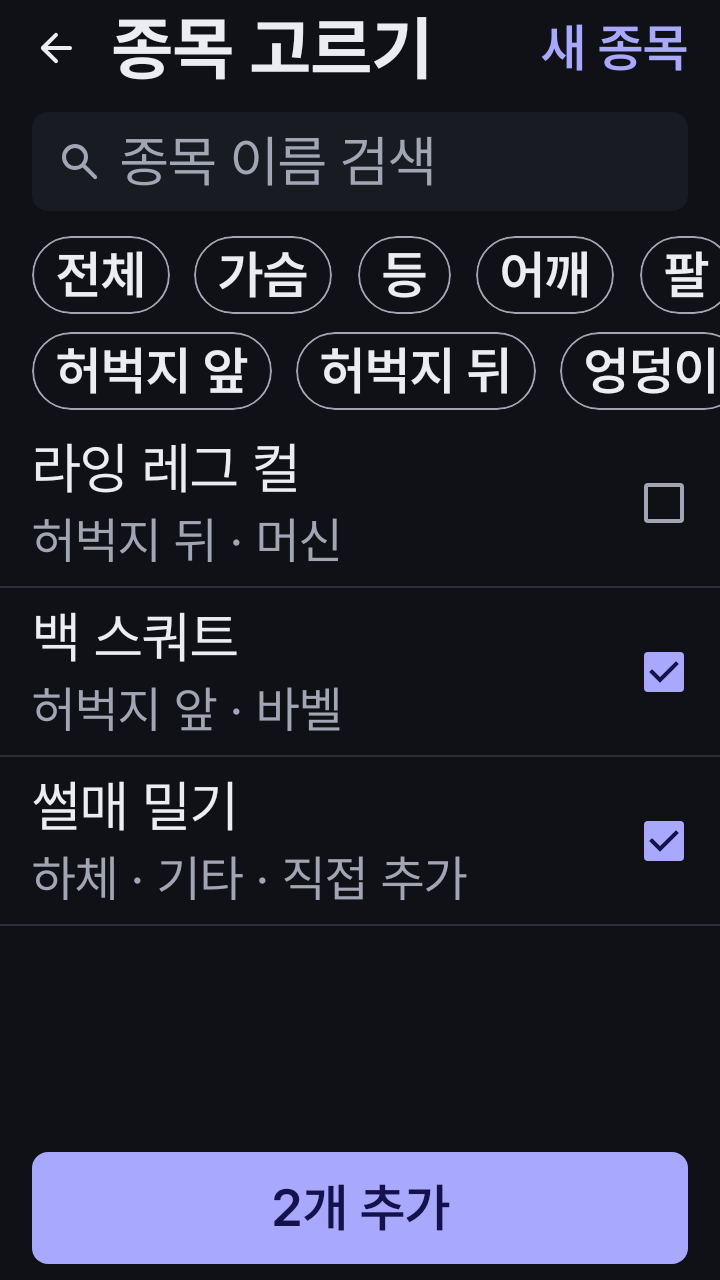 종목 고르기 새 종목
종목 이름 검색
전체 가슴 등 어깨 팔
허벅지 앞 허벅지 뒤 엉덩이
라잉 레그 컬
허벅지 뒤 · 머신
백 스쿼트
허벅지 앞 · 바벨
썰매 밀기
하체 · 기타 · 직접 추가
2개 추가